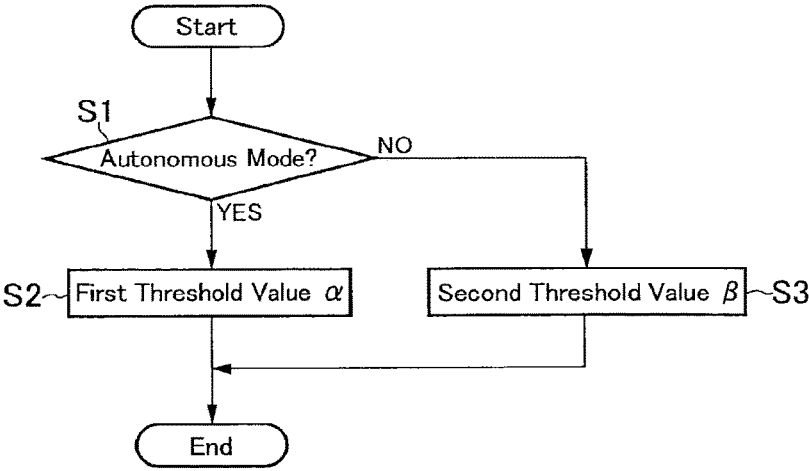 Start
S1
Autonomous Mode?
NO
YES
S2
First Threshold Value α
Second Threshold Value β
S3
End